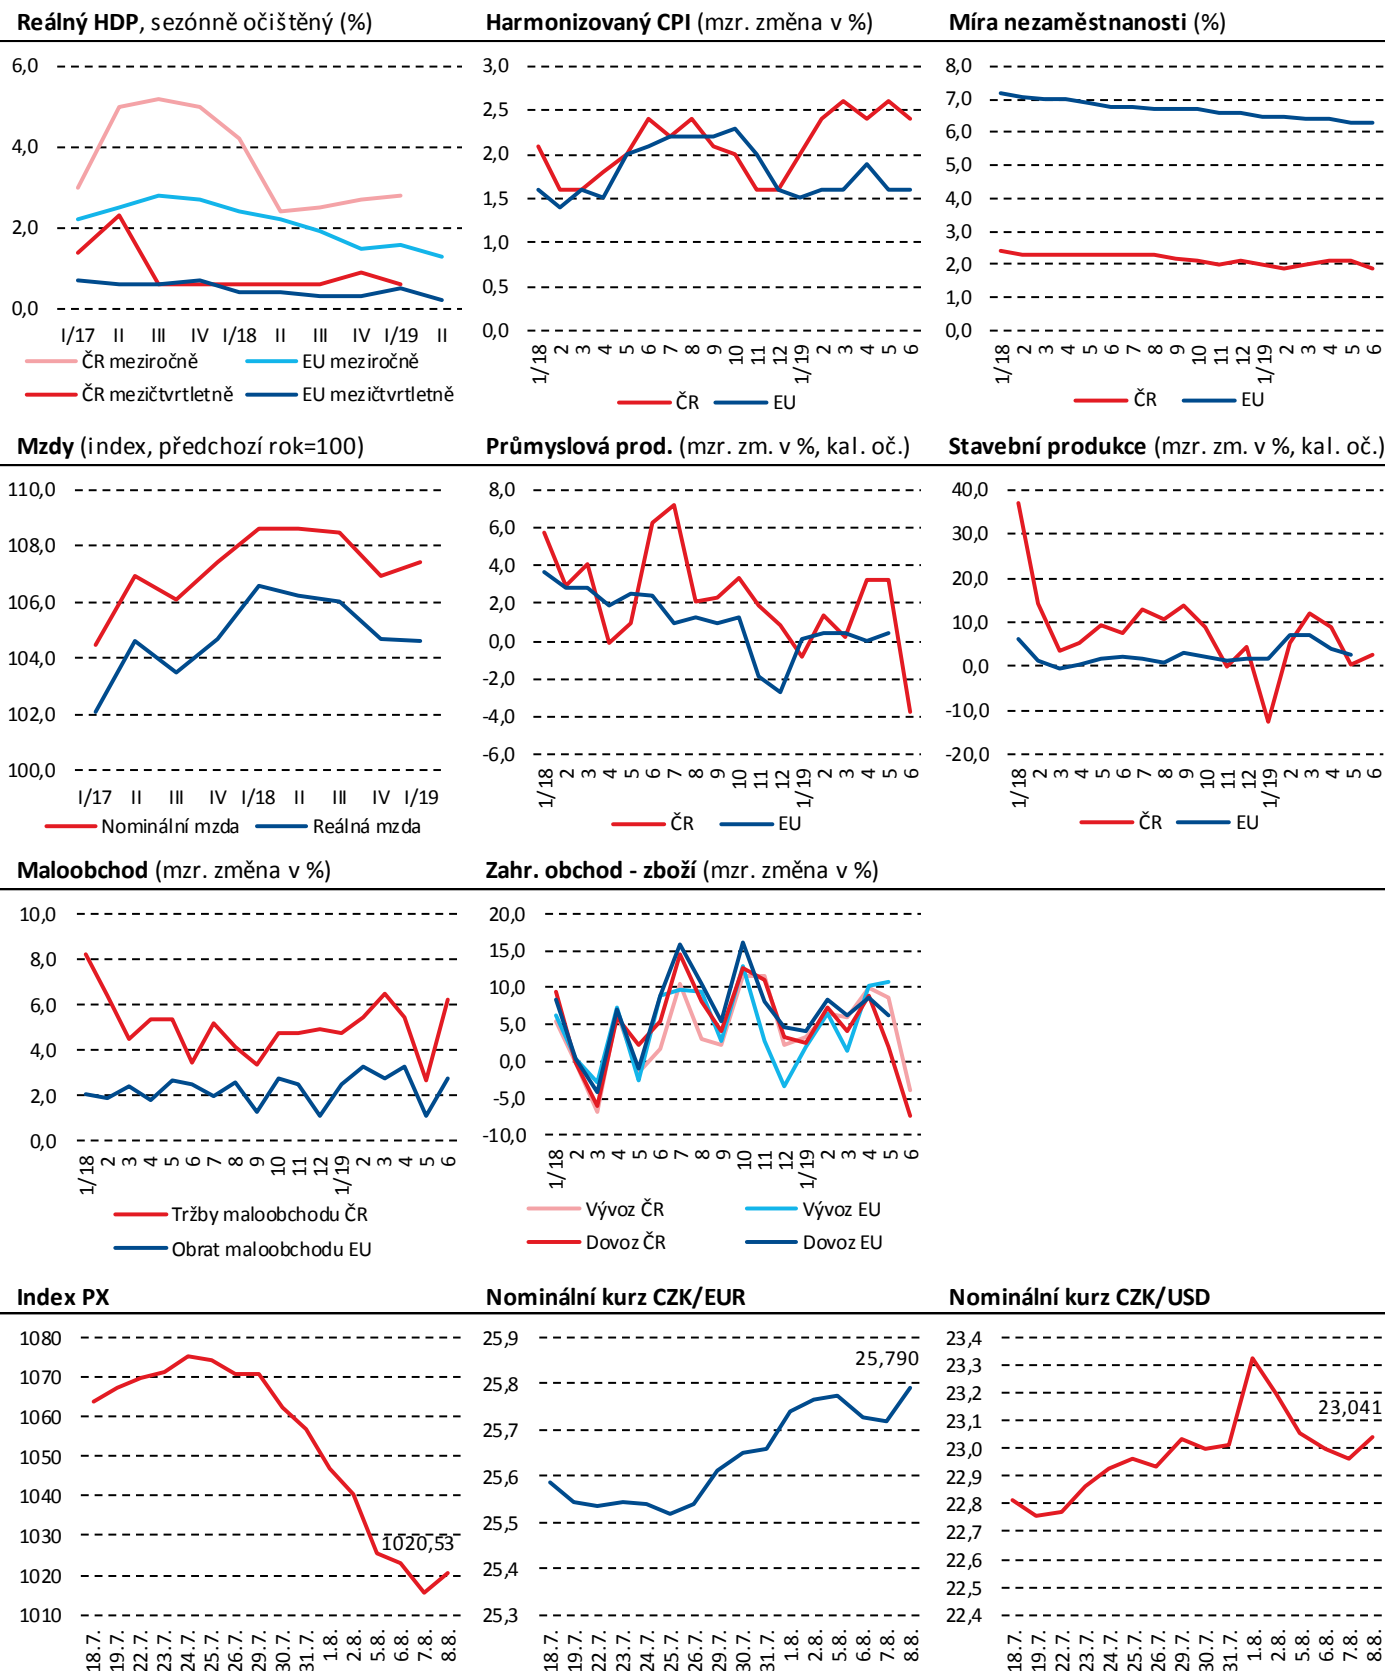 Reálný HDP, sezónně očištěný (%)
6,0
4,0
2,0
0,0
I/17 II III IV I/18 II III IV I/19 II
ČR meziročně EU meziročně
ČR mezičtvrtletně EU mezičtvrtletně
Harmonizovaný CPI (mzr. změna v %)
3,0
2,5
2,0
1,5
1,0
0,5
0,0
1/18 2 3 4 5 6 7 8 9 10 11 12 1/19 2 3 4 5 6
ČR EU
Míra nezaměstnanosti (%)
8,0
7,0
6,0
5,0
4,0
3,0
2,0
1,0
0,0
1/18 2 3 4 5 6 7 8 9 10 11 12 1/19 2 3 4 5 6
ČR EU
Mzdy (index, předchozí rok=100)
110,0
108,0
106,0
104,0
102,0
100,0
I/17 II III IV I/18 II III IV I/19
Nominální mzda Reálná mzda
Průmyslová prod. (mzr. zm. v %, kal. oč.)
8,0
6,0
4,0
2,0
0,0
-2,0
-4,0
-6,0
1/18 2 3 4 5 6 7 8 9 10 11 12 1/19 2 3 4 5 6
ČR EU
Stavební produkce (mzr. zm. v %, kal. oč.)
40,0
30,0
20,0
10,0
0,0
-10,0
-20,0
1/18 2 3 4 5 6 7 8 9 10 11 12 1/19 2 3 4 5 6
ČR EU
Maloobchod (mzr. změna v %)
10,0
8,0
6,0
4,0
2,0
0,0
1/18 2 3 4 5 6 7 8 9 10 11 12 1/19 2 3 4 5 6
Tržby maloobchodu ČR
Obrat maloobchodu EU
Zahr. obchod - zboží (mzr. změna v %)
20,0
15,0
10,0
5,0
0,0
-5,0
-10,0
1/18 2 3 4 5 6 7 8 9 10 11 12 1/19 2 3 4 5 6
Vývoz ČR Vývoz EU
Dovoz ČR Dovoz EU
Index PX
1080
1070
1060
1050
1040
1030
1020
1010
1020,53
18.7. 19.7. 22.7. 23.7. 24.7. 25.7. 26.7. 29.7. 30.7. 31.7. 1.8. 2.8. 5.8. 6.8. 7.8. 8.8.
Nominální kurz CZK/EUR
25,9
25,8
25,7
25,6
25,5
25,4
25,3
25,790
18.7. 19.7. 22.7. 23.7. 24.7. 25.7. 26.7. 29.7. 30.7. 31.7. 1.8. 2.8. 5.8. 6.8. 7.8. 8.8.
Nominální kurz CZK/USD
23,4
23,3
23,2
23,1
23,0
22,9
22,8
22,7
22,6
22,5
22,4
23,041
18.7. 19.7. 22.7. 23.7. 24.7. 25.7. 26.7. 29.7. 30.7. 31.7. 1.8. 2.8. 5.8. 6.8. 7.8. 8.8.